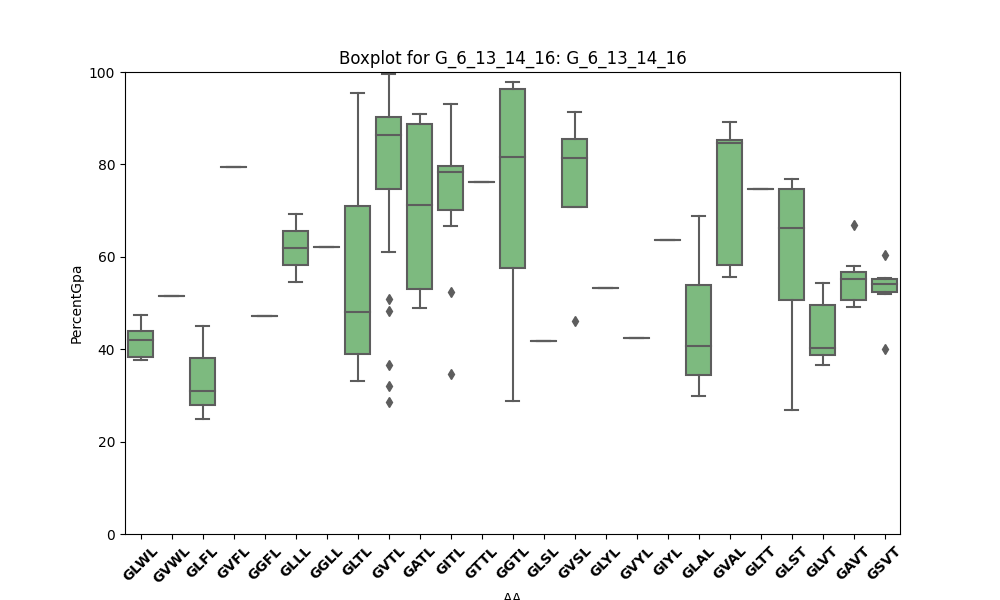 Boxplot for G_6_13_14_16: G_6_13_14_16
PercentGpa
100
80
60
40
20
0
GLWL GVWL GLFL GVFL GGFL GLLL GGLL GLTL GVTL GATL GITL GTTL GGTL GLSL GVSL GLYL GVYL GIYL GLAL GVAL GLTT GLST GLVT GAVT GSVT
AA